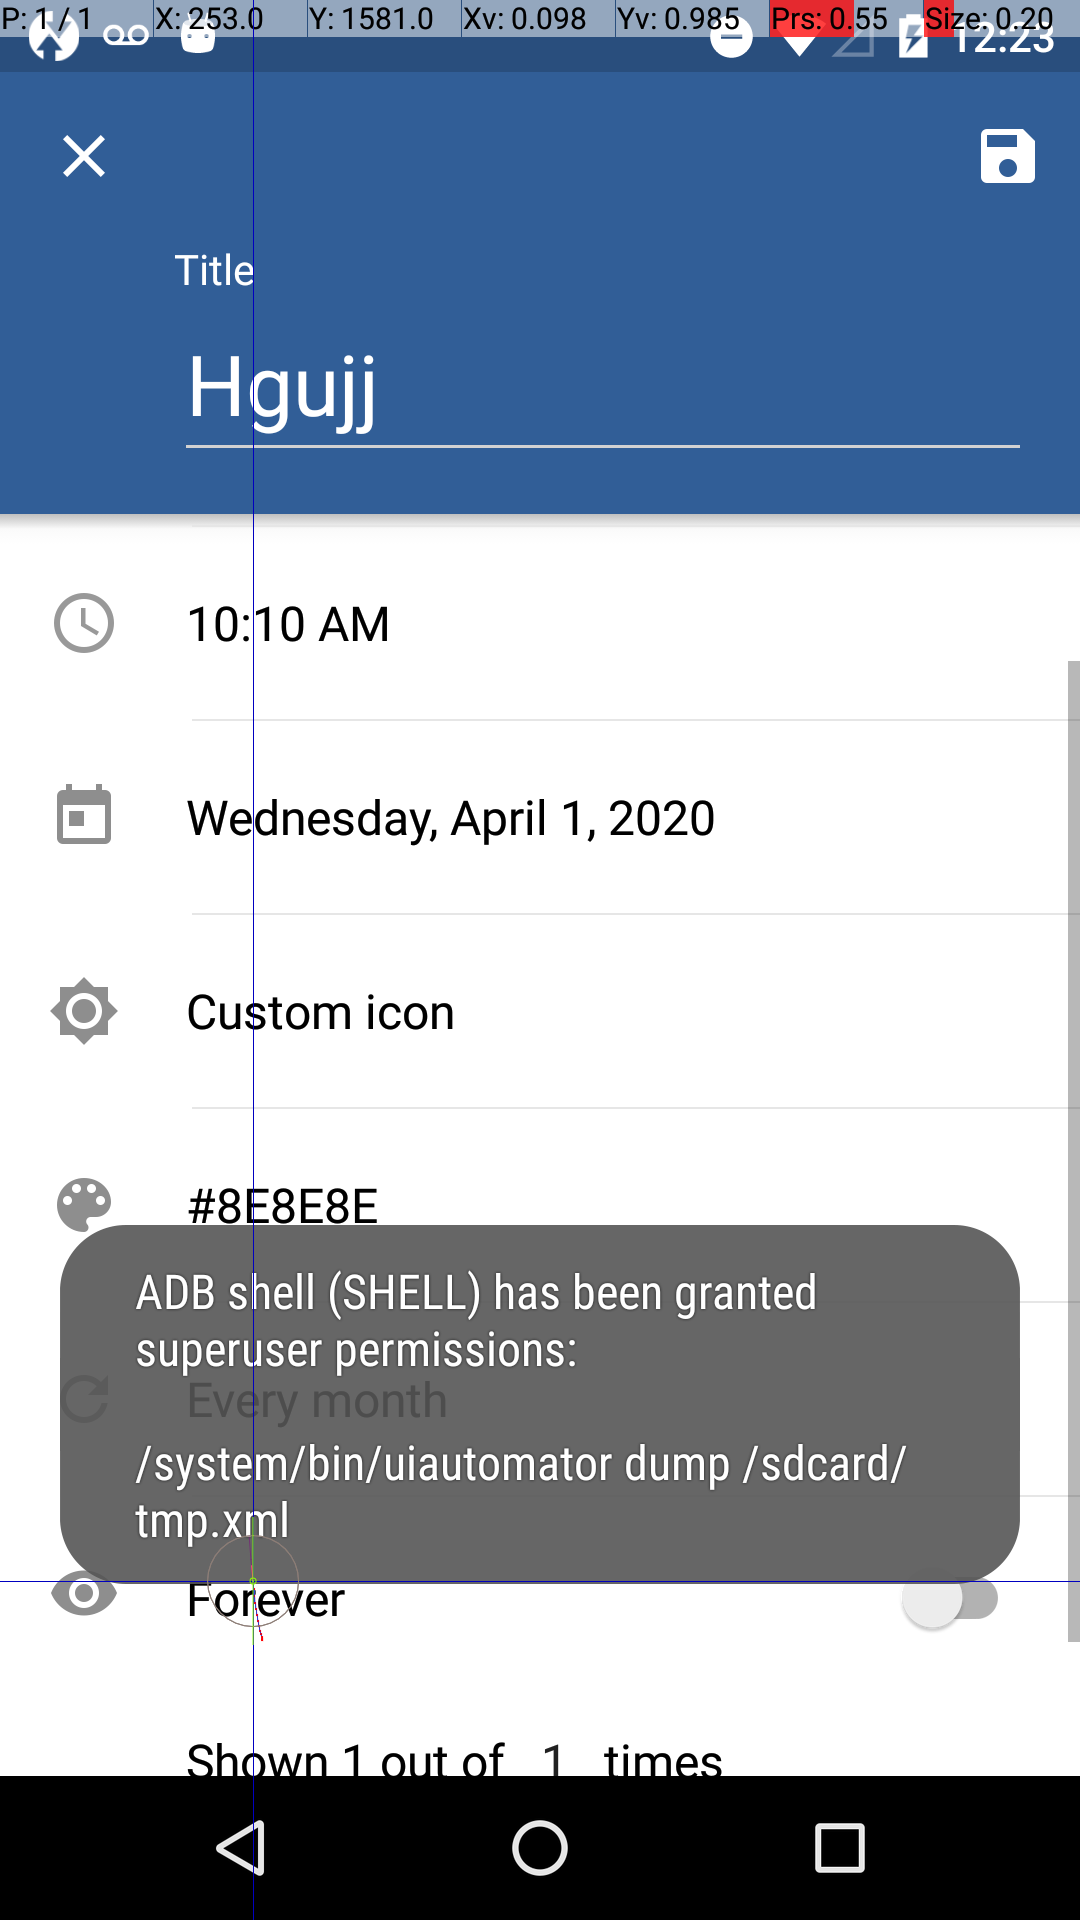 P: 1 / 1 X: 253.0 Y: 1581.0 Xv: 0.098 Yv: 0.985 Prs: 0.55 Size: 0.20
12:23
Title
Hgujj
10:10 AM
Wednesday, April 1, 2020
Custom icon
#8E8E8E
ADB shell (SHELL) has been granted
superuser permissions:
Every month
/system/bin/uiautomator dump /sdcard/
tmp.xml
Forever
Shown 1 out of 1 times